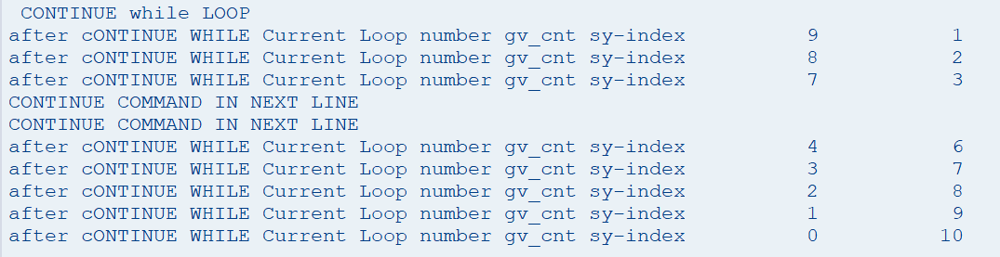 CONTINUE while LOOP
after cONTINUE WHILE Current Loop number gv_cnt sy-index 9 1
after cONTINUE WHILE Current Loop number gv_cnt sy-index 8 2
after cONTINUE WHILE Current Loop number gv_cnt sy-index 7 3
CONTINUE COMMAND IN NEXT LINE
CONTINUE COMMAND IN NEXT LINE
after cONTINUE WHILE Current Loop number gv_cnt sy-index 4 6
after cONTINUE WHILE Current Loop number gv_cnt sy-index 3 7
after cONTINUE WHILE Current Loop number gv_cnt sy-index 2 8
after cONTINUE WHILE Current Loop number gv_cnt sy-index 1 9
after cONTINUE WHILE Current Loop number gv_cnt sy-index 0 10